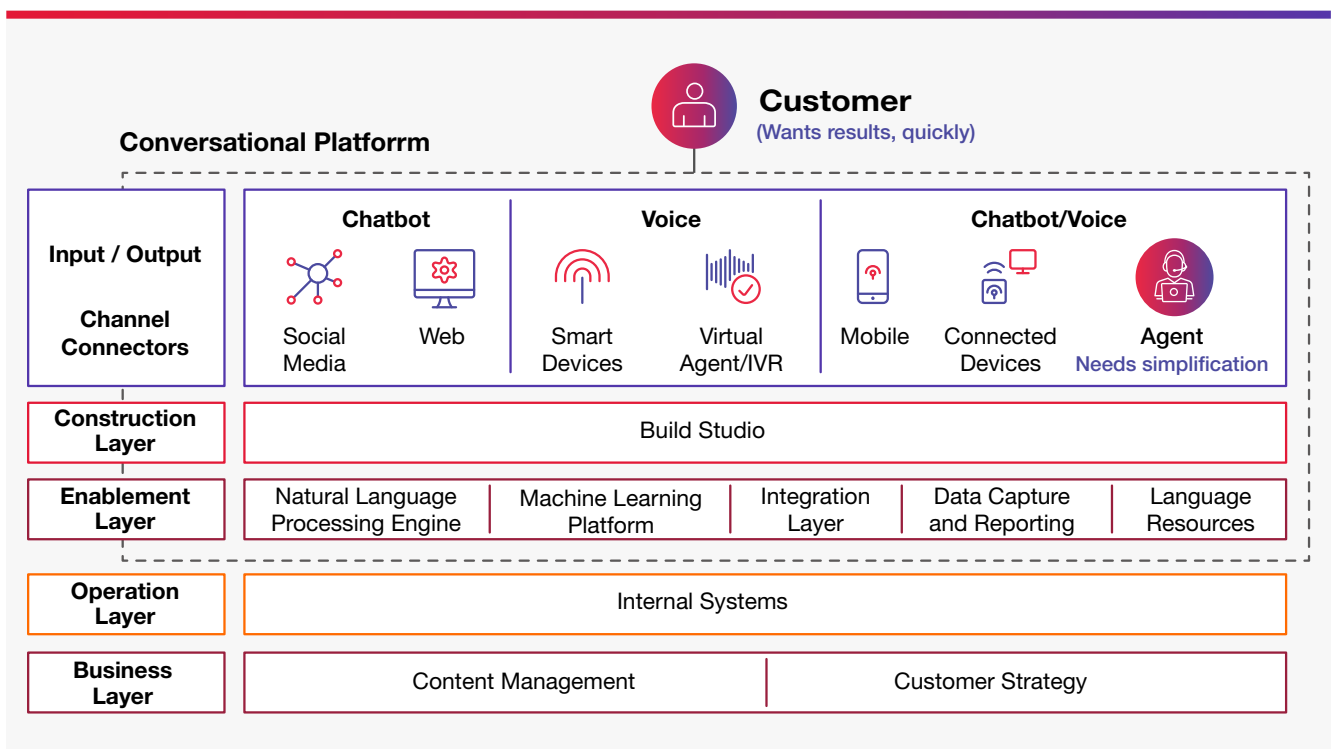 Customer
(Wants results, quickly)
Conversational Platforrm
Input / Output
Channel
Connectors
Chatbot
Social
Media
Web
Voice
Smart
Devices
Virtual
Agent/IVR
Chatbot/Voice
Mobile
Connected
Devices
Agent
Needs simplification
Construction
Layer
Build Studio
Enablement
Layer
Natural Language
Processing Engine
Machine Learning
Platform
Integration
Layer
Data Capture
and Reporting
Language
Resources
Operation
Layer
Internal Systems
Business
Layer
Content Management
Customer Strategy